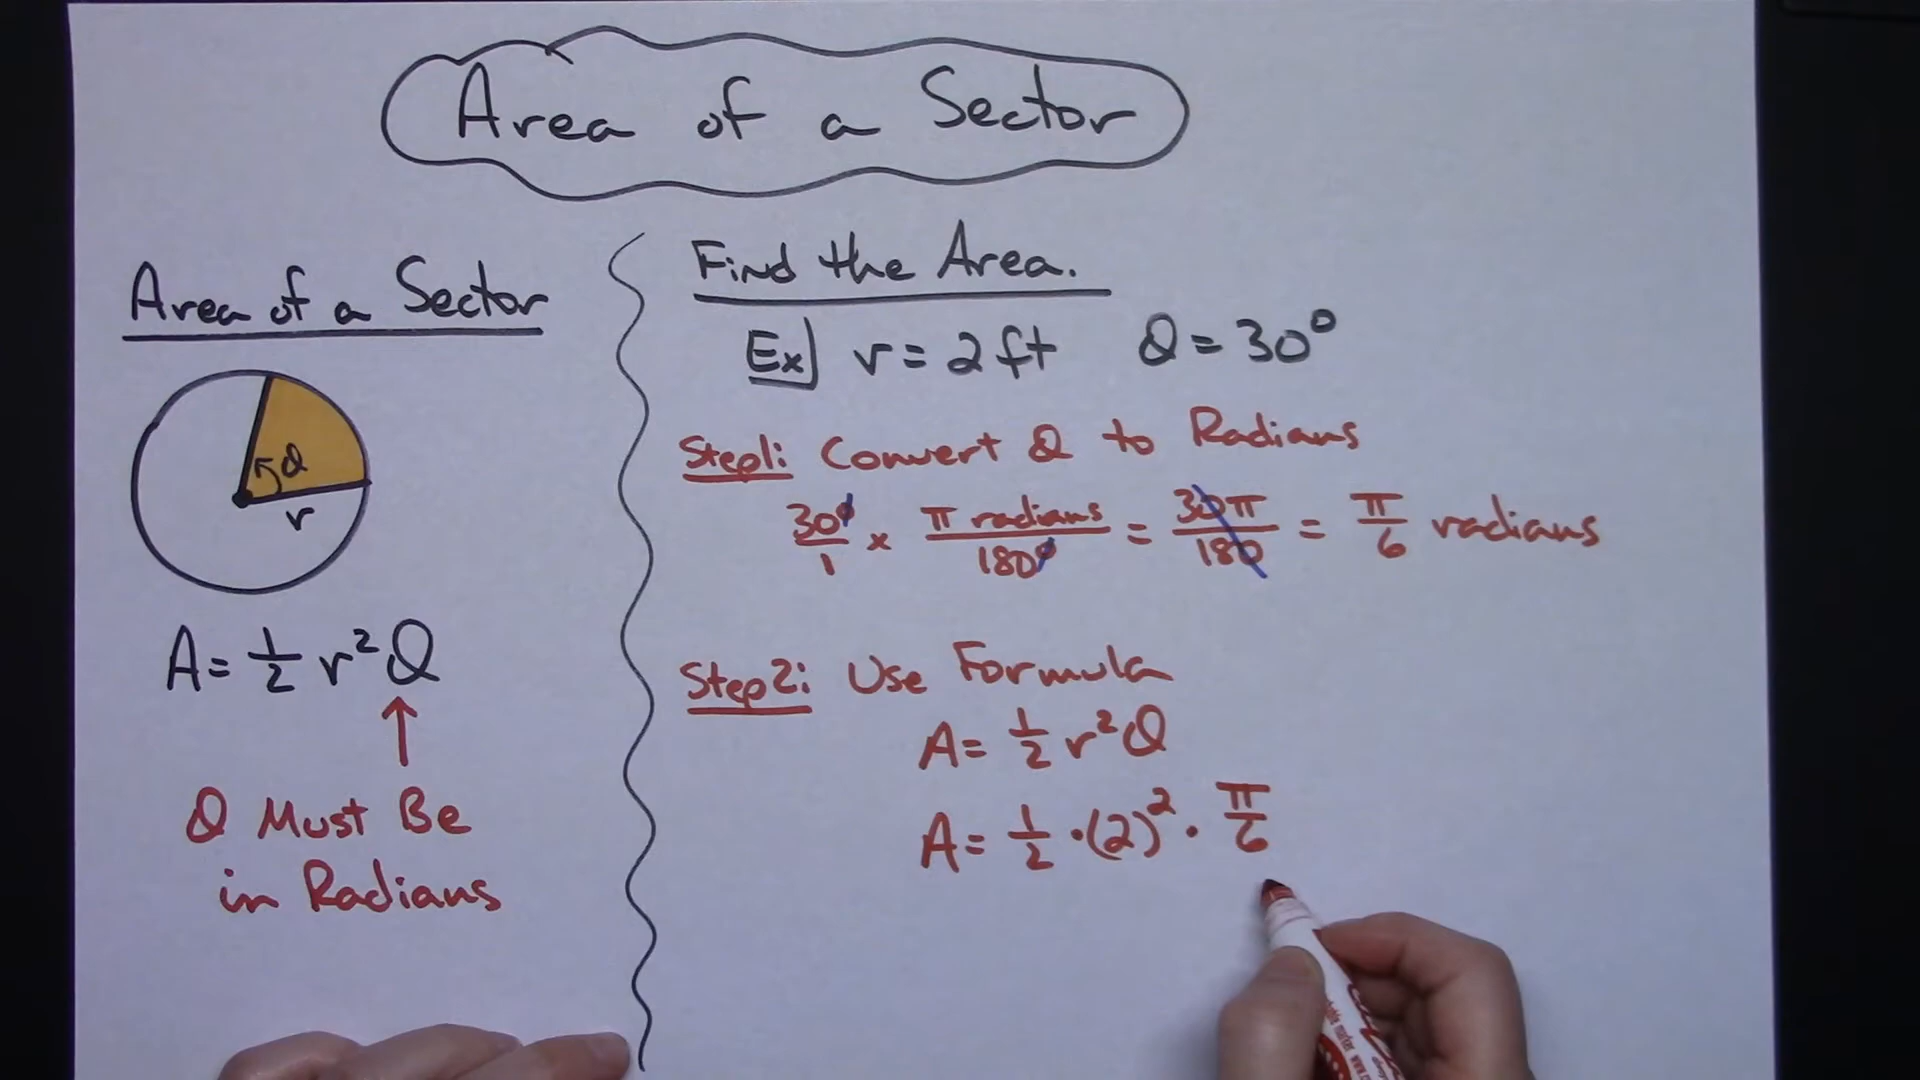 Area of a Sector
Area of a Sector
θ
r
A = 1/2 r² θ
↑
θ Must Be
in Radians
Find the Area.
Ex] r = 2 ft θ = 30°
Step 1: Convert θ to Radians
30°/1 × π radians/180° = 30π/180 = π/6 radians
Step 2: Use Formula
A = 1/2 r² θ
A = 1/2 · (2)² · π/6